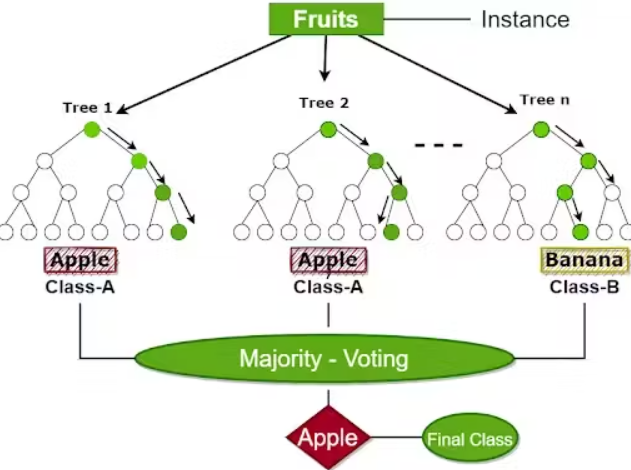 Fruits
Instance
Tree 1
Tree 2
Tree n
Apple
Apple
Banana
Class-A
Class-A
Class-B
Majority - Voting
Apple
Final Class